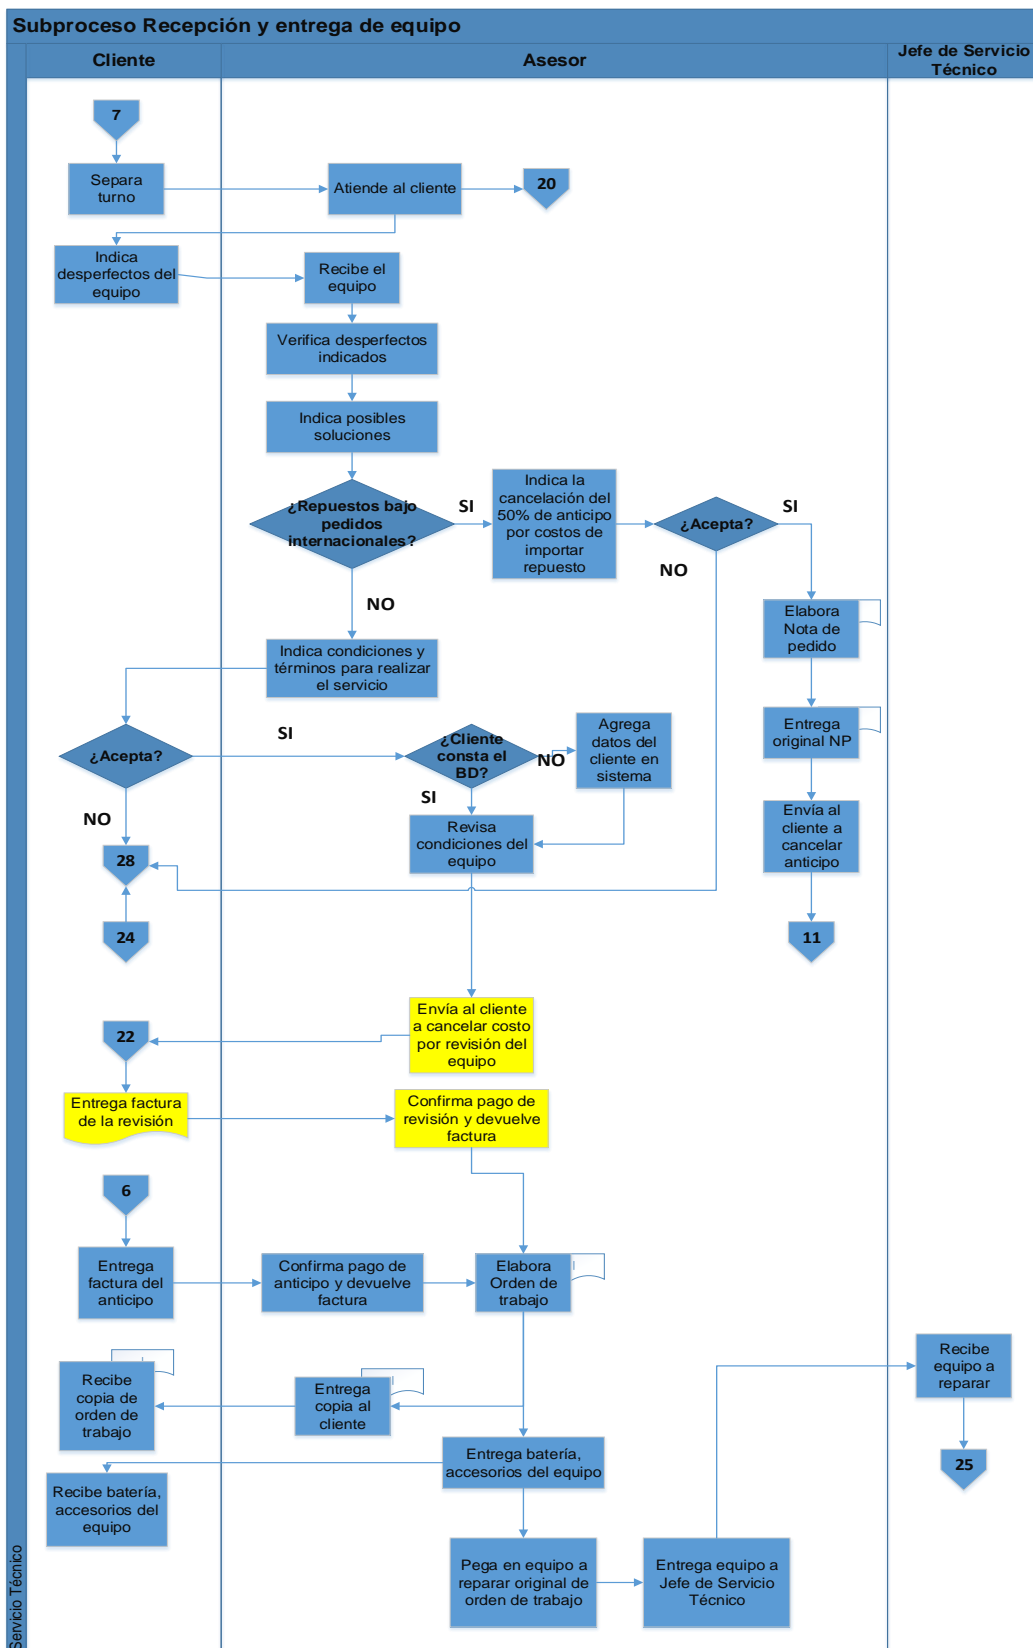 Subproceso Recepción y entrega de equipo
Cliente
Asesor
Jefe de Servicio
Técnico
7
Separa
turno
Atiende al cliente
20
Indica
desperfectos del
equipo
Recibe el
equipo
Verifica desperfectos
indicados
Indica posibles
soluciones
¿Repuestos bajo
pedidos
internacionales?
SI
Indica la
cancelación del
50% de anticipo
por costos de
importar
repuesto
¿Acepta?
SI
NO
NO
Elabora
Nota de
pedido
Indica condiciones y
términos para realizar
el servicio
Entrega
original NP
¿Acepta?
SI
¿Cliente
consta el
BD?
NO
Agrega
datos del
cliente en
sistema
SI
NO
Revisa
condiciones del
equipo
Envía al
cliente a
cancelar
anticipo
28
24
11
Envía al cliente
a cancelar costo
por revisión del
equipo
22
Entrega factura
de la revisión
Confirma pago de
revisión y devuelve
factura
6
Entrega
factura del
anticipo
Confirma pago de
anticipo y devuelve
factura
Elabora
Orden de
trabajo
Recibe
equipo a
reparar
Recibe
copia de
orden de
trabajo
Entrega
copia al
cliente
Entrega batería,
accesorios del equipo
25
Recibe batería,
accesorios del
equipo
Pega en equipo a
reparar original de
orden de trabajo
Entrega equipo a
Jefe de Servicio
Técnico
Servicio Técnico